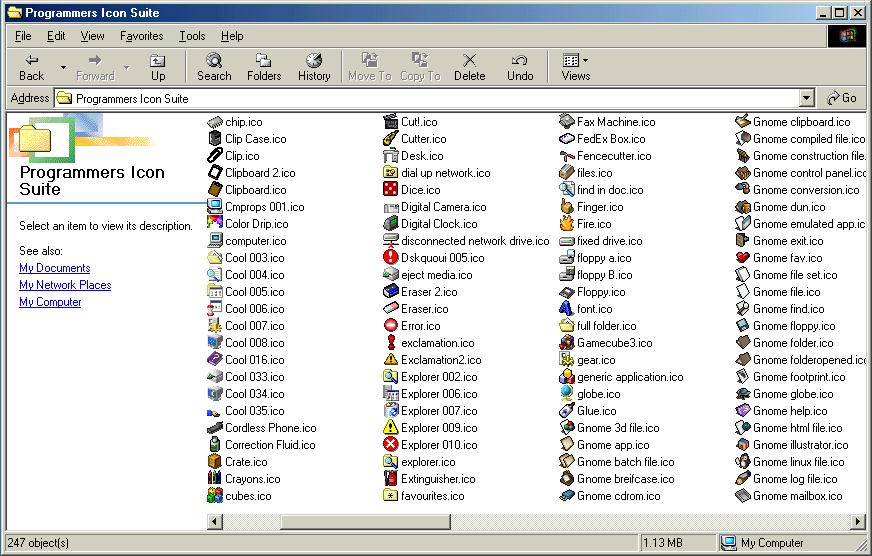 Programmers Icon Suite
File Edit View Favorites Tools Help
Back Forward Up Search Folders History Move To Copy To Delete Undo Views
Address Programmers Icon Suite Go
Programmers Icon
Suite
Select an item to view its description.
See also:
My Documents
My Network Places
My Computer
chip.ico
Clip Case.ico
Clip.ico
Clipboard 2.ico
Clipboard.ico
Cmprops 001.ico
Color Drip.ico
computer.ico
Cool 003.ico
Cool 004.ico
Cool 005.ico
Cool 006.ico
Cool 007.ico
Cool 008.ico
Cool 016.ico
Cool 033.ico
Cool 034.ico
Cool 035.ico
Cordless Phone.ico
Correction Fluid.ico
Crate.ico
Crayons.ico
cubes.ico
Cut!.ico
Cutter.ico
Desk.ico
dial up network.ico
Dice.ico
Digital Camera.ico
Digital Clock.ico
disconnected network drive.ico
Dskquoui 005.ico
eject media.ico
Eraser 2.ico
Eraser.ico
Error.ico
exclamation.ico
Exclamation2.ico
Explorer 002.ico
Explorer 006.ico
Explorer 007.ico
Explorer 009.ico
Explorer 010.ico
explorer.ico
Extinguisher.ico
favourites.ico
Fax Machine.ico
FedEx Box.ico
Fencecutter.ico
files.ico
find in doc.ico
Finger.ico
Fire.ico
fixed drive.ico
floppy a.ico
floppy B.ico
Floppy.ico
font.ico
full folder.ico
Gamecube3.ico
gear.ico
generic application.ico
globe.ico
Glue.ico
Gnome 3d file.ico
Gnome app.ico
Gnome batch file.ico
Gnome breifcase.ico
Gnome cdrom.ico
Gnome clipboard.ico
Gnome compiled file.ico
Gnome construction file.
Gnome control panel.ico
Gnome conversion.ico
Gnome dun.ico
Gnome emulated app.ic
Gnome exit.ico
Gnome fav.ico
Gnome file set.ico
Gnome file.ico
Gnome find.ico
Gnome floppy.ico
Gnome folder.ico
Gnome folderopened.ic
Gnome footprint.ico
Gnome globe.ico
Gnome help.ico
Gnome html file.ico
Gnome illustrator.ico
Gnome linux file.ico
Gnome log file.ico
Gnome mailbox.ico
247 object(s) 1.13 MB My Computer